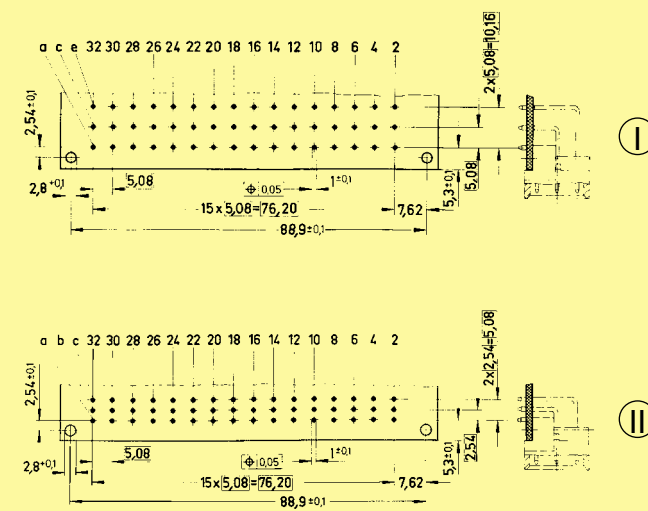 a c e 32 30 28 26 24 22 20 18 16 14 12 10 8 6 4 2
2x5,08=10,16
2,54±0,1
I
2,8+0,1
5,08
⌖ 0,05
1±0,1
15x5,08=76,20
7,62
5,3±0,1
5,08
88,9±0,1
a b c 32 30 28 26 24 22 20 18 16 14 12 10 8 6 4 2
2x2,54=5,08
2,54±0,1
II
2,8+0,1
5,08
⌖ 0,05
1±0,1
15x5,08=76,20
7,62
5,3±0,1
2,54
88,9±0,1